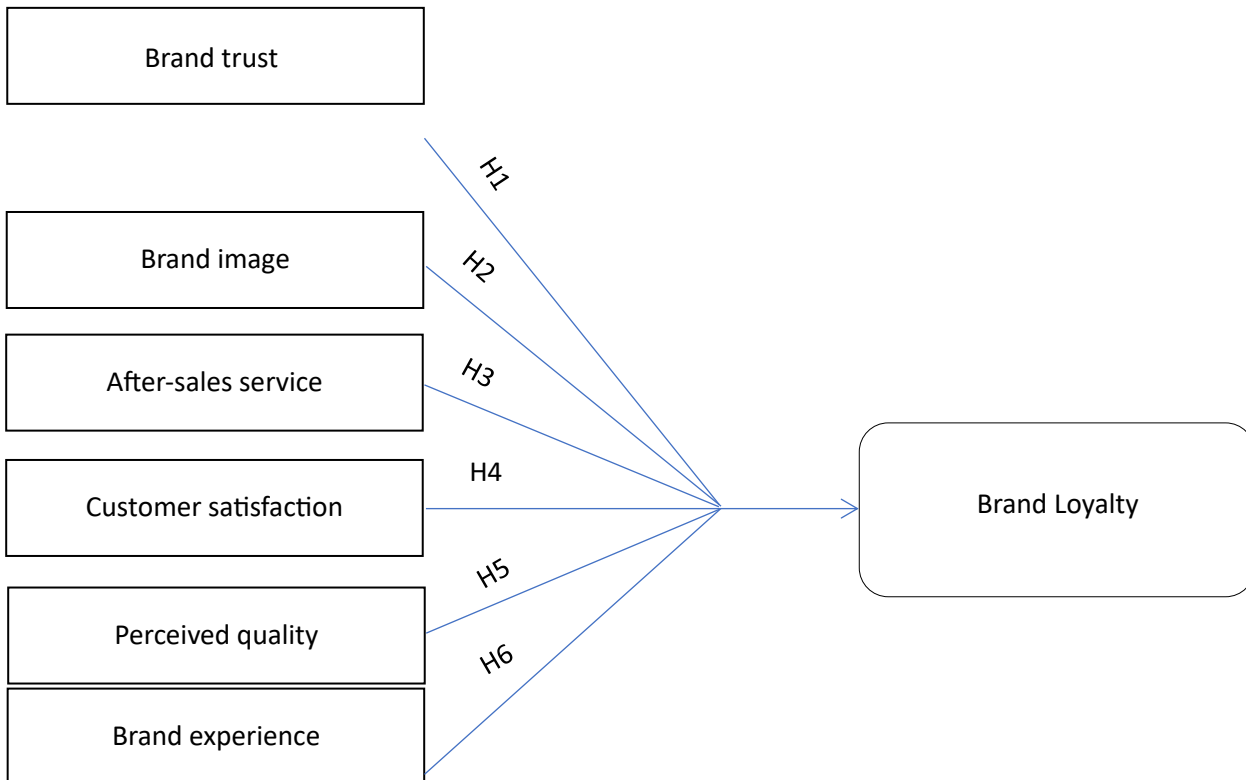 Brand trust
H1
Brand image
H2
After-sales service
H3
Customer satisfaction
H4
Brand Loyalty
Perceived quality
H5
Brand experience
H6